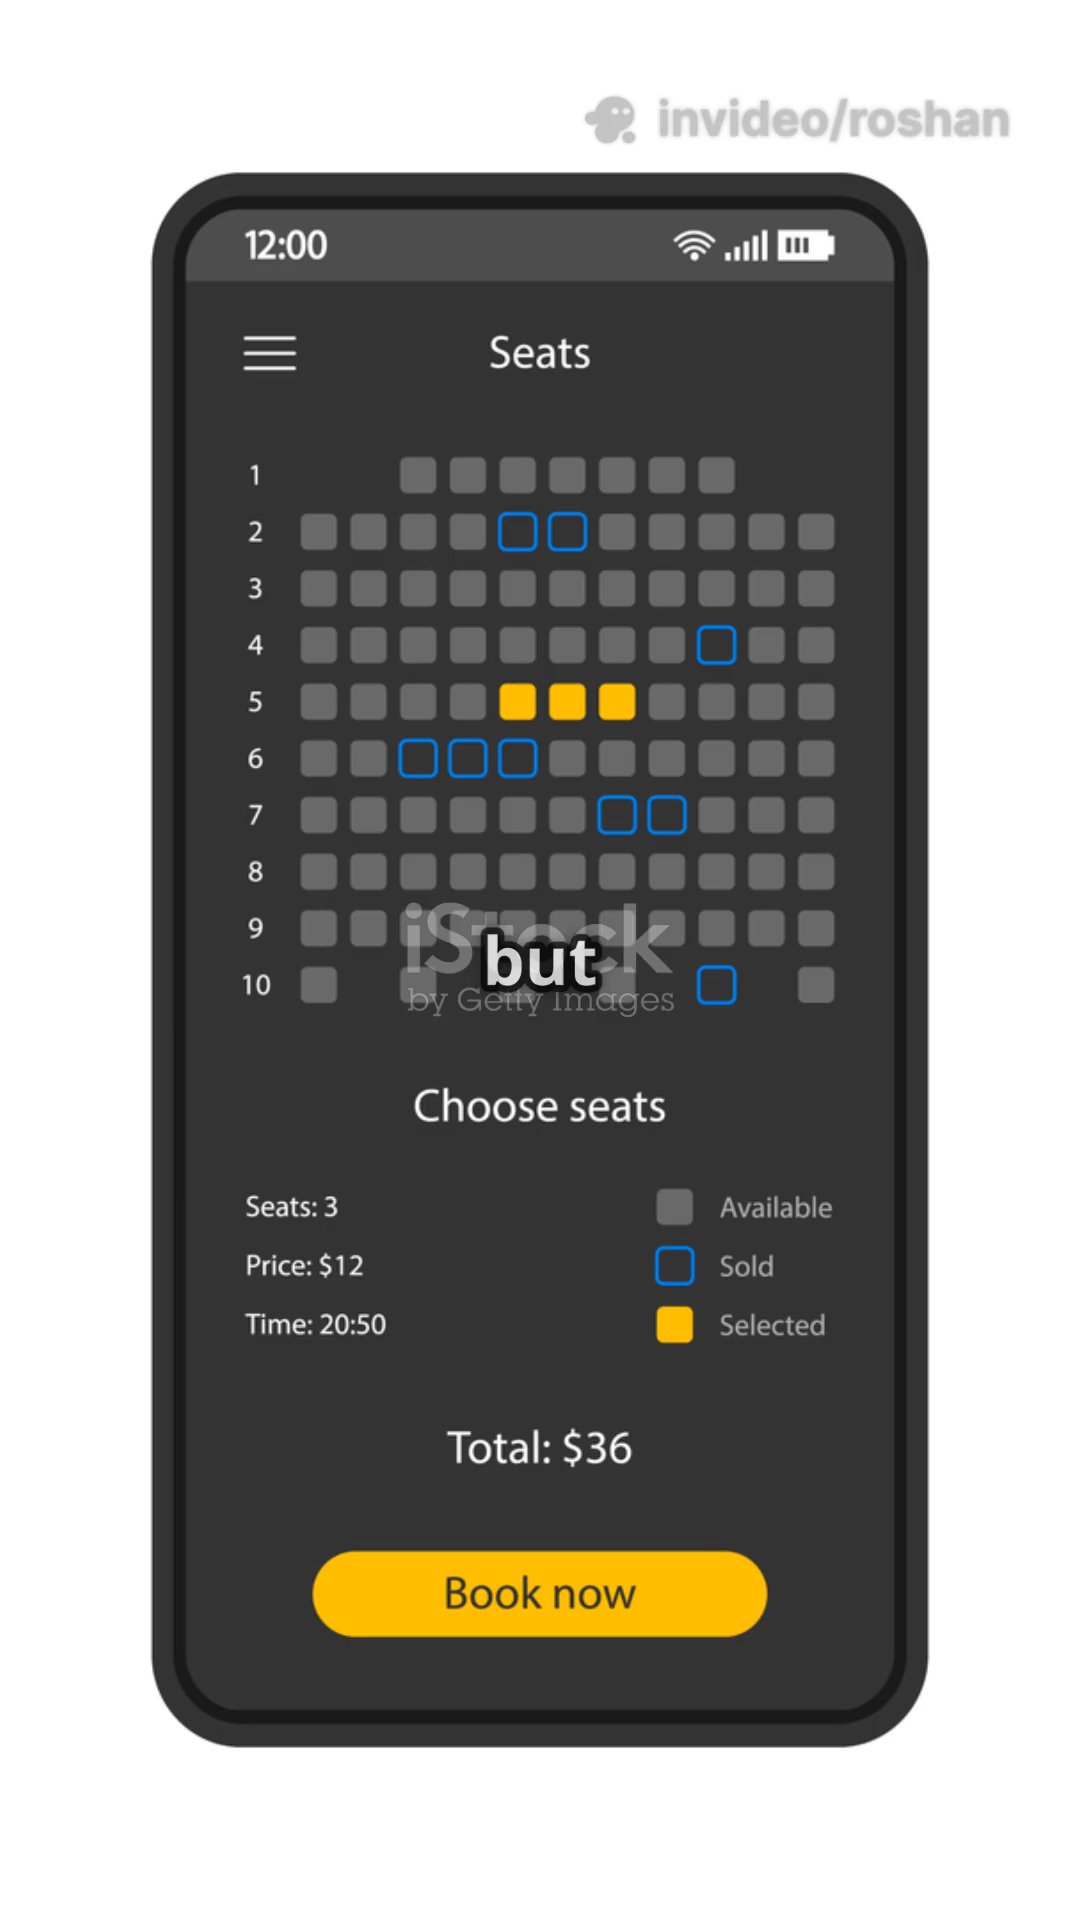 invideo/roshan
12:00
Seats
1
2
3
4
5
6
7
8
9
iStock
but
10
by Getty Images
Choose seats
Seats: 3
Available
Price: $12
Sold
Time: 20:50
Selected
Total: $36
Book now